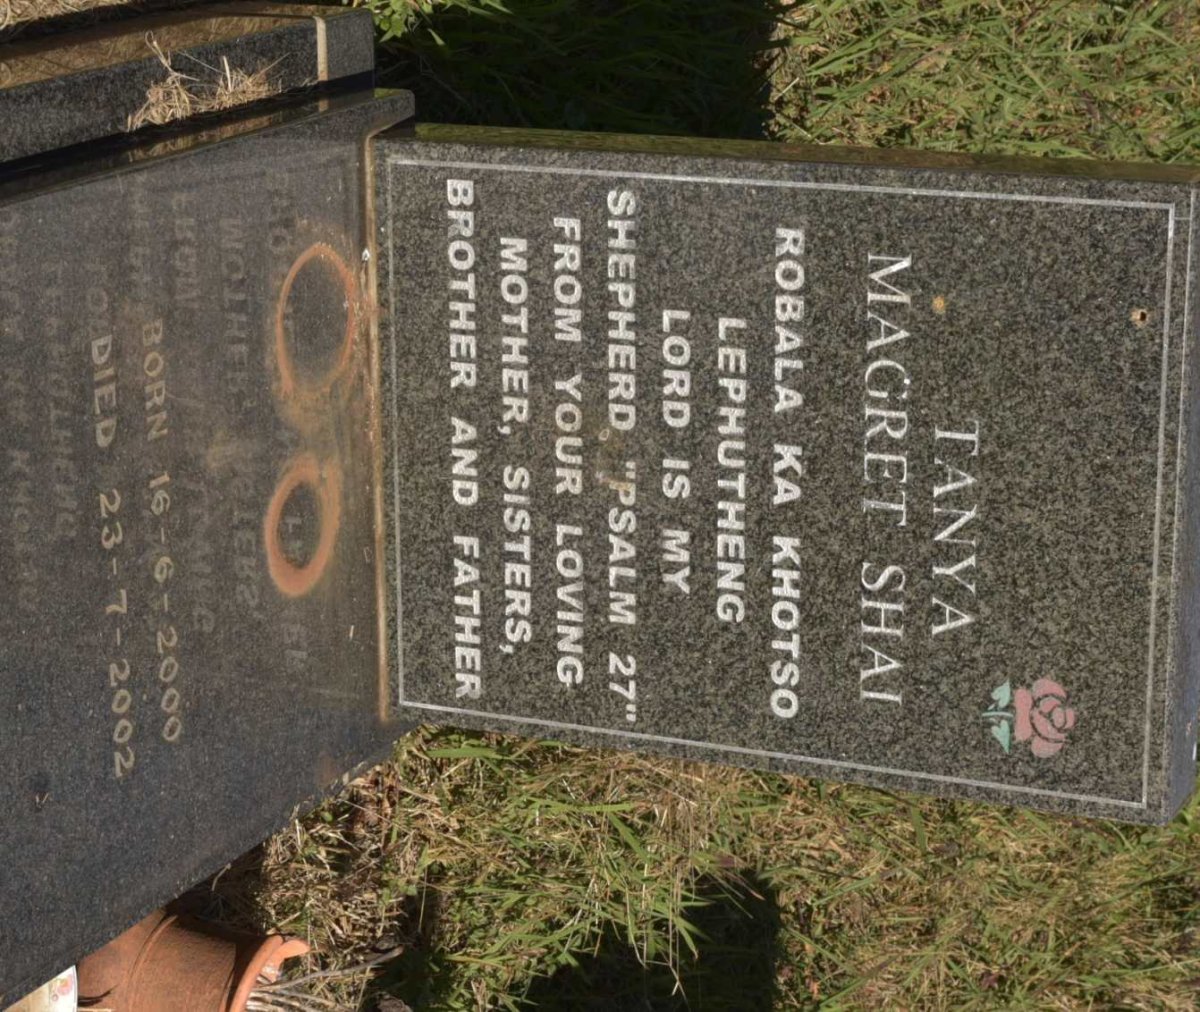 TANYA
MAGRET SHAI
ROBALA KA KHOTSO
LEPHUTHENG
LORD IS MY
SHEPHERD "PSALM 27"
FROM YOUR LOVING
MOTHER, SISTERS,
BROTHER AND FATHER
BORN 16-6-2000
DIED 23-7-2002